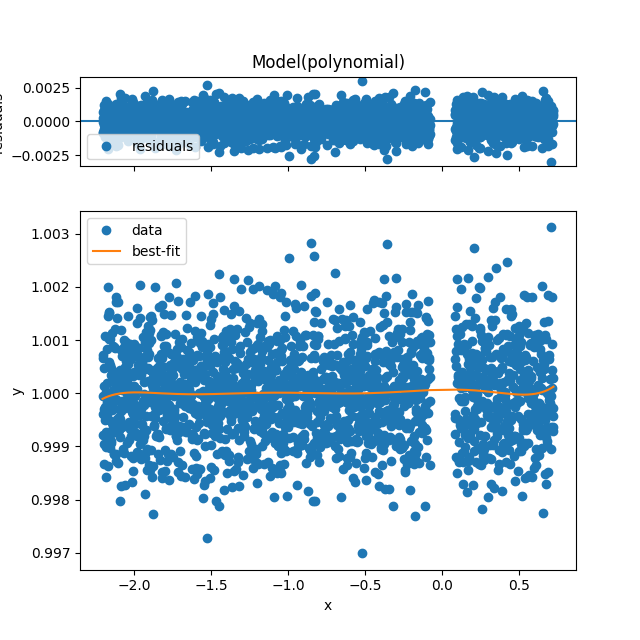 Model(polynomial)
0.0025
0.0000
−0.0025
residuals
data
best-fit
1.003
1.002
1.001
1.000
0.999
0.998
0.997
y
−2.0 −1.5 −1.0 −0.5 0.0 0.5
x